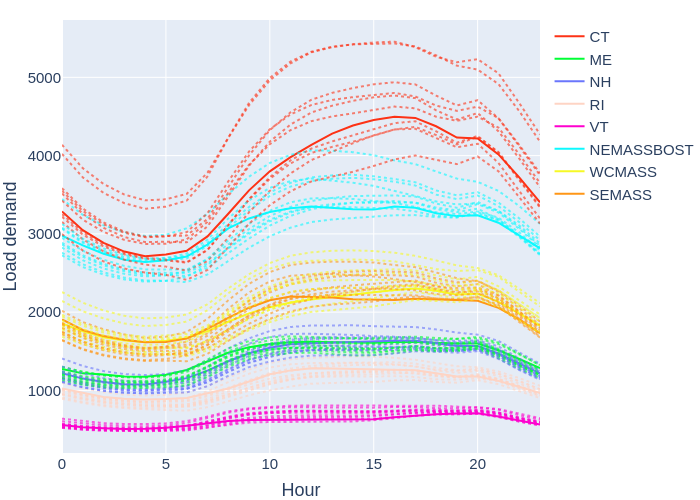 CT
ME
NH
RI
VT
NEMASSBOST
WCMASS
SEMASS
5000
4000
3000
2000
1000
Load demand
0 5 10 15 20
Hour